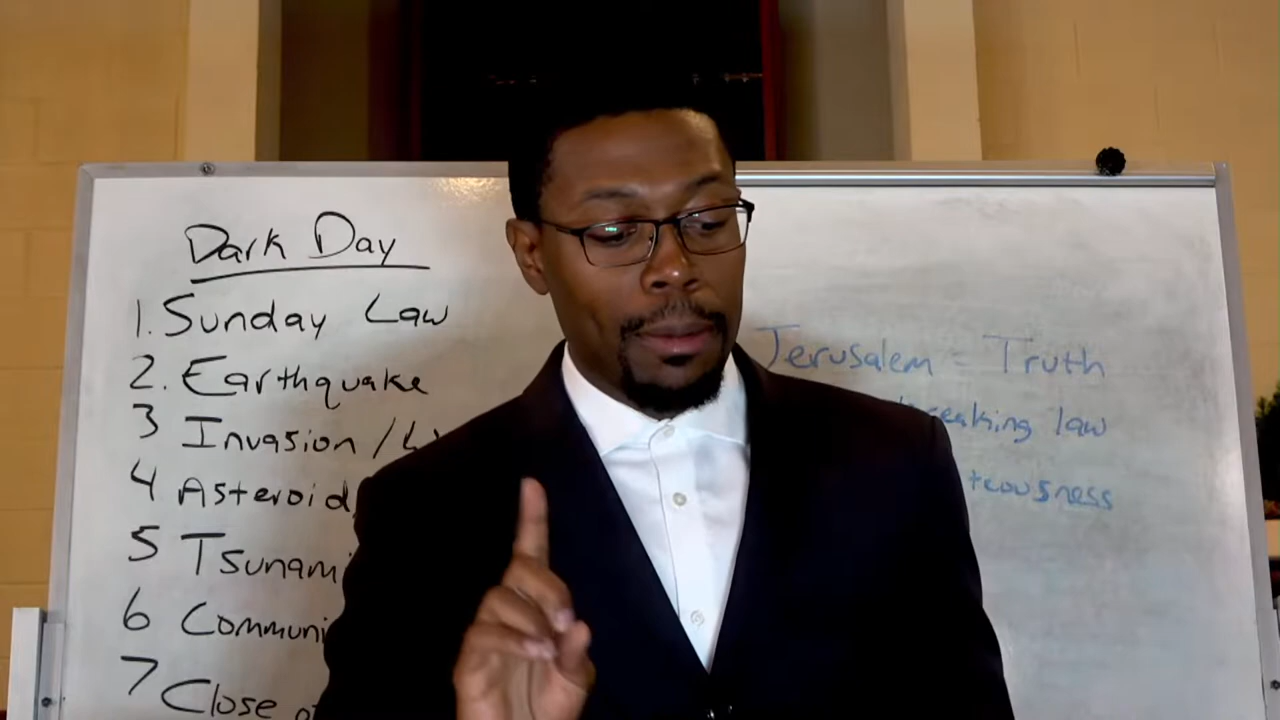 Dark Day
1. Sunday Law
2. Earthquake
3 Invasion /
4 Asteroid
5 Tsunami
6 Communi
7 Close of
Jerusalem = Truth
breaking law
teousness